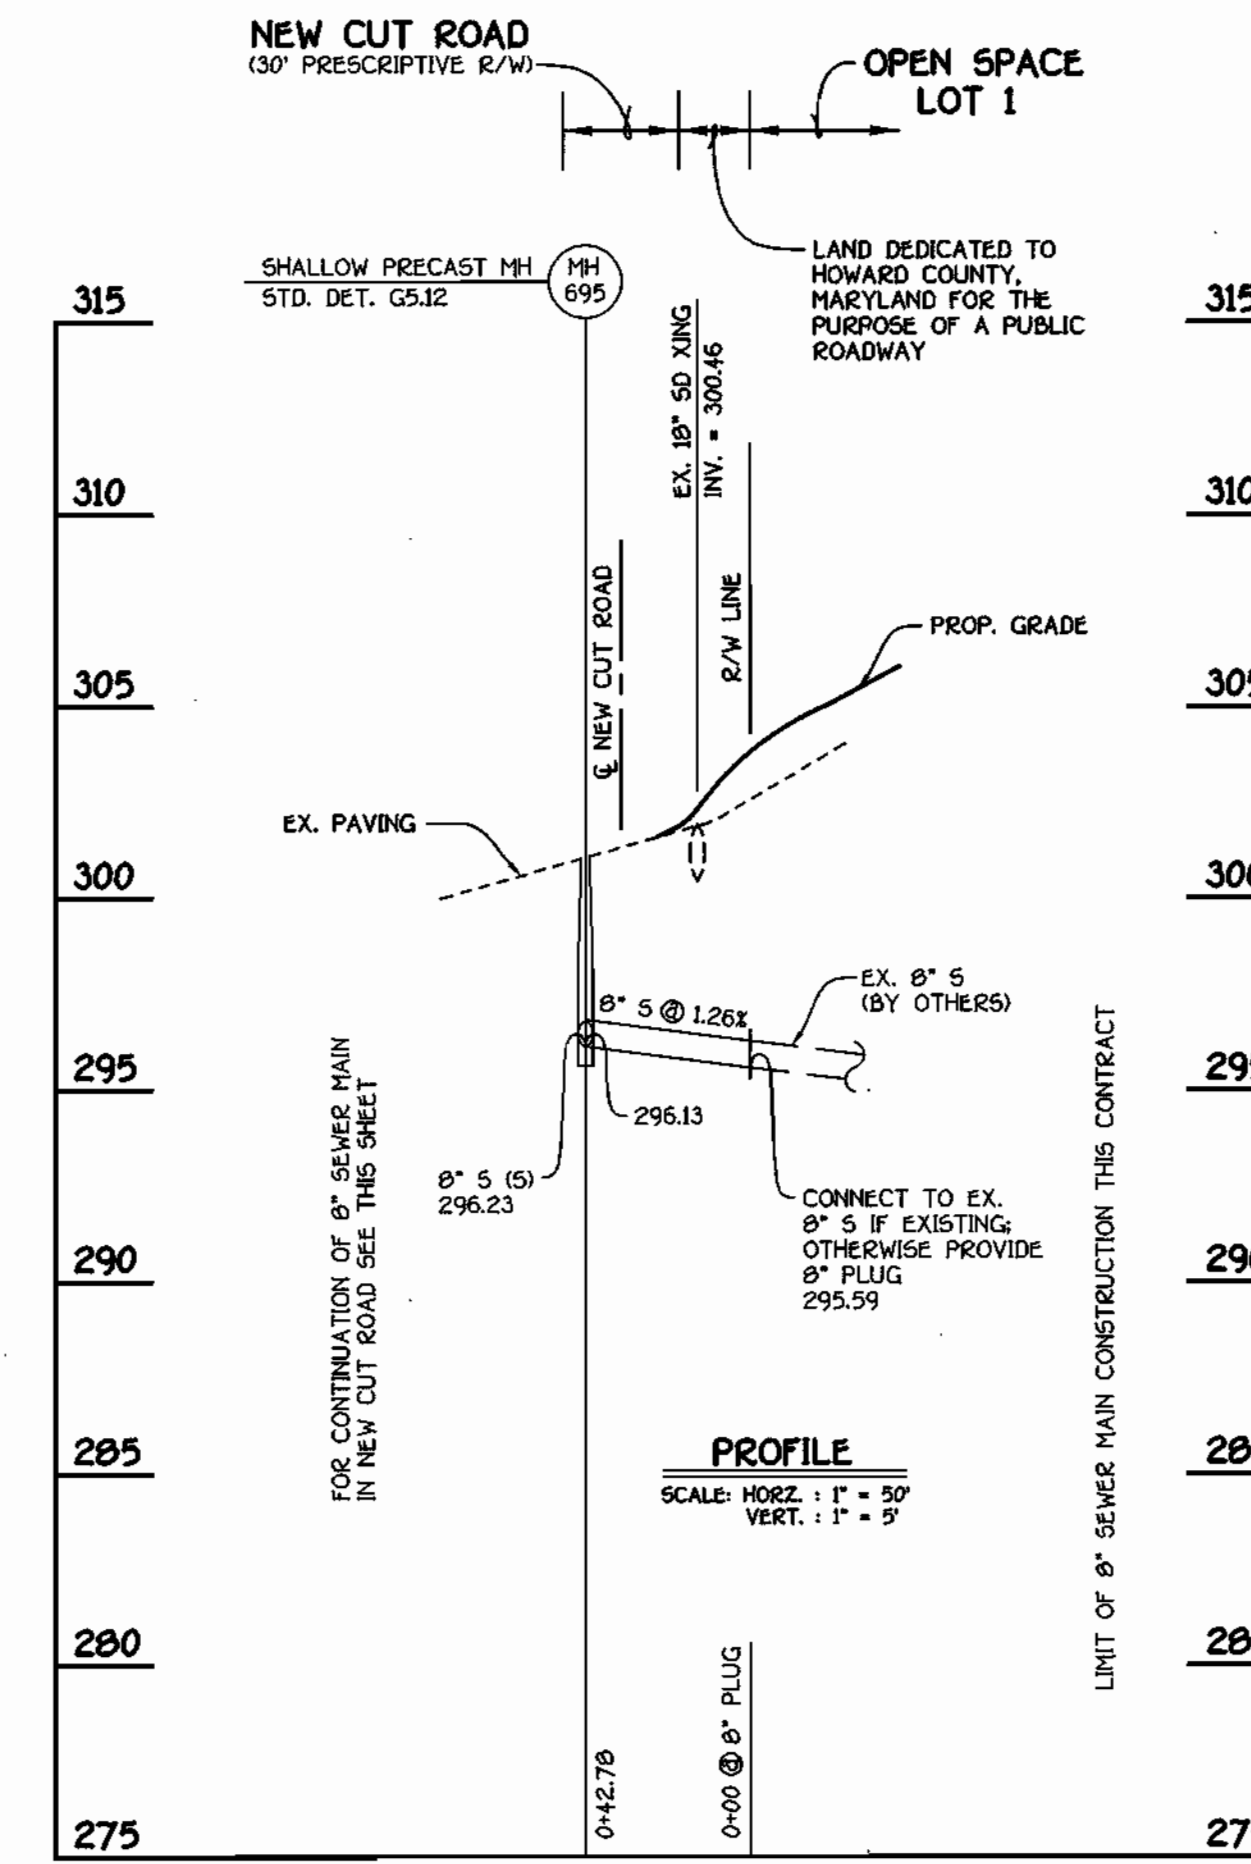 NEW CUT ROAD
(30' PRESCRIPTIVE R/W)
OPEN SPACE
LOT 1
LAND DEDICATED TO
HOWARD COUNTY,
MARYLAND FOR THE
PURPOSE OF A PUBLIC
ROADWAY
SHALLOW PRECAST MH
STD. DET. G5.12
MH
695
315
310
305
300
295
290
285
280
275
EX. 18" SD XING
INV. = 300.46
℄ NEW CUT ROAD
R/W LINE
PROP. GRADE
EX. PAVING
8" S @ 1.26%
EX. 8" S
(BY OTHERS)
296.13
8" S (S)
296.23
CONNECT TO EX.
8" S IF EXISTING;
OTHERWISE PROVIDE
8" PLUG
295.59
FOR CONTINUATION OF 8" SEWER MAIN
IN NEW CUT ROAD SEE THIS SHEET
LIMIT OF 8" SEWER MAIN CONSTRUCTION THIS CONTRACT
PROFILE
SCALE: HORZ. : 1" = 50'
VERT. : 1" = 5'
0+42.78
0+00 @ 8" PLUG
315
310